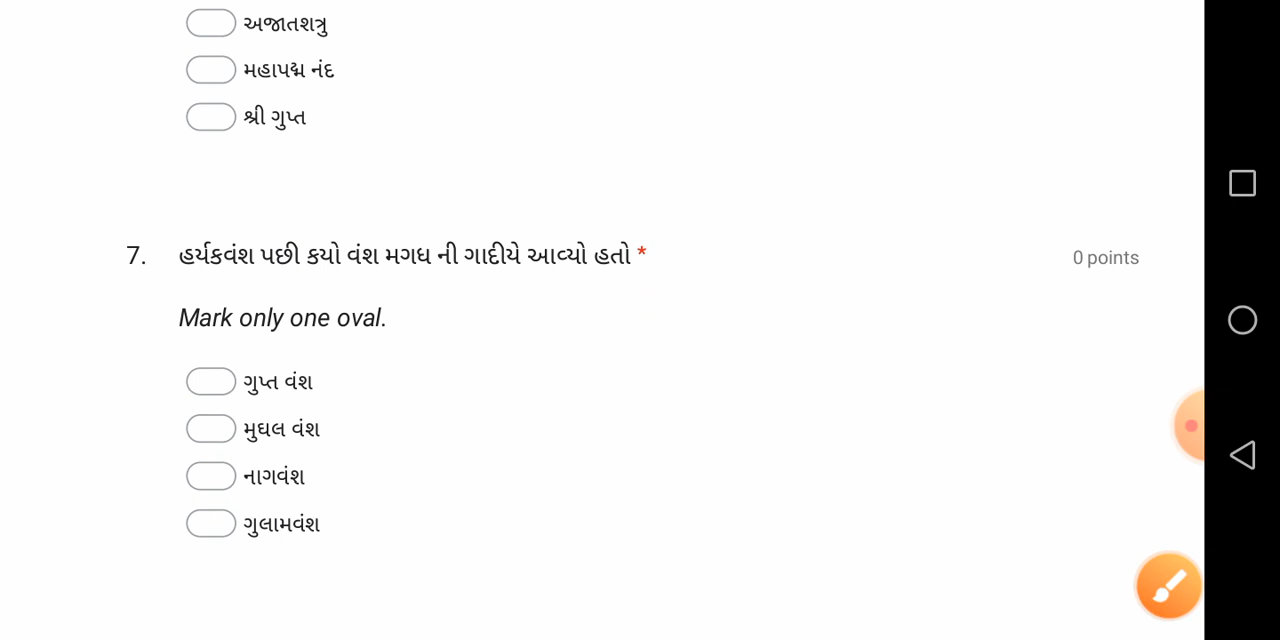 અજાતશત્રુ
મહાપદ્મ નંદ
શ્રી ગુપ્ત
7. હર્યકવંશ પછી કયો વંશ મગધ ની ગાદીયે આવ્યો હતો * 0 points
Mark only one oval.
ગુપ્ત વંશ
મુઘલ વંશ
નાગવંશ
ગુલામવંશ